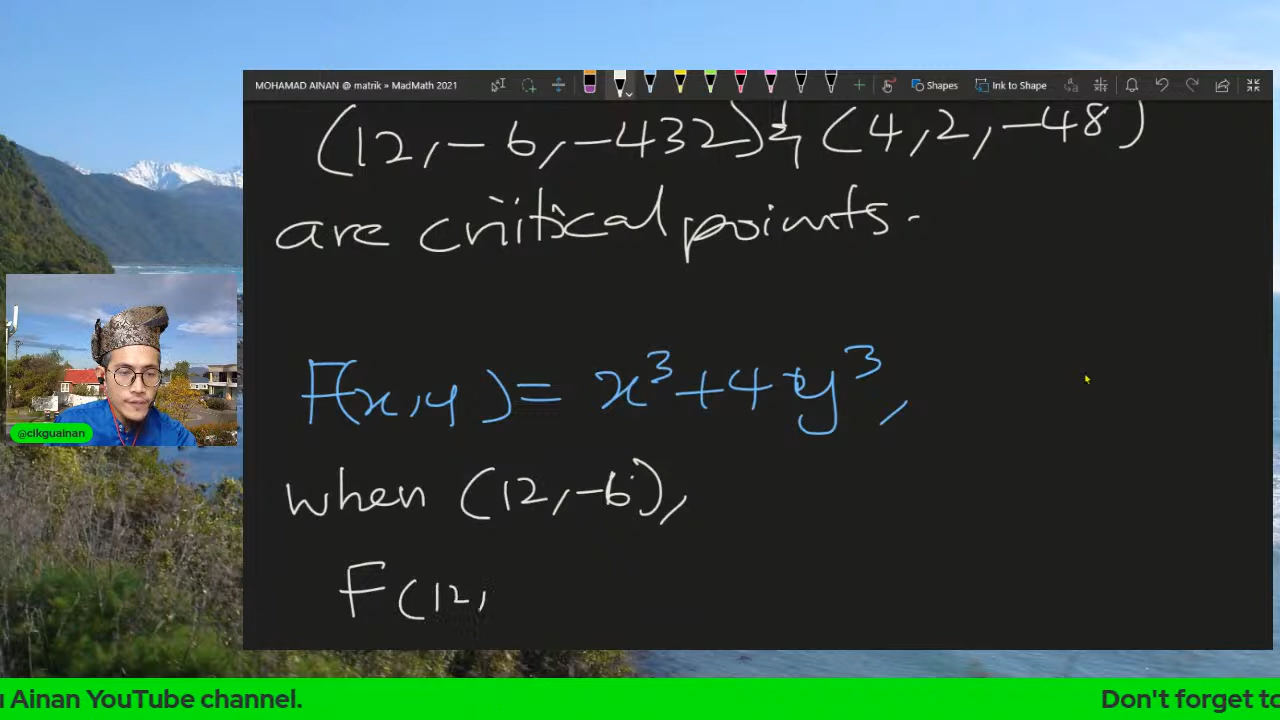 MOHAMAD AINAN @ matrik » MadMath 2021
Shapes
Ink to Shape
(12, -6, -432) & (4, 2, -48)
are critical points.
F(x,y) = x³+4y³,
when (12,-6),
F(12,
@cikguainan
u Ainan YouTube channel.
Don't forget to